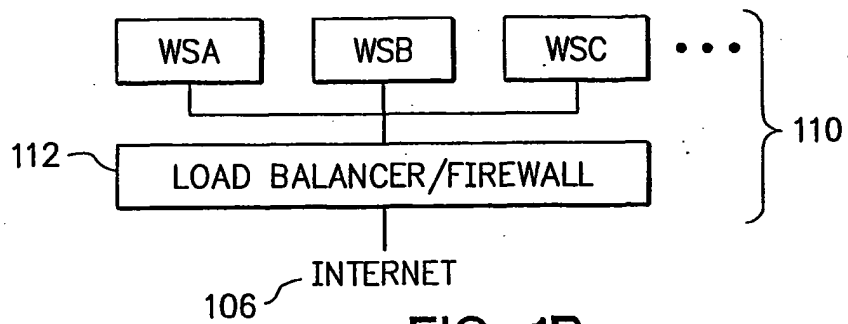 WSA WSB WSC •••
110
112 LOAD BALANCER/FIREWALL
INTERNET
106